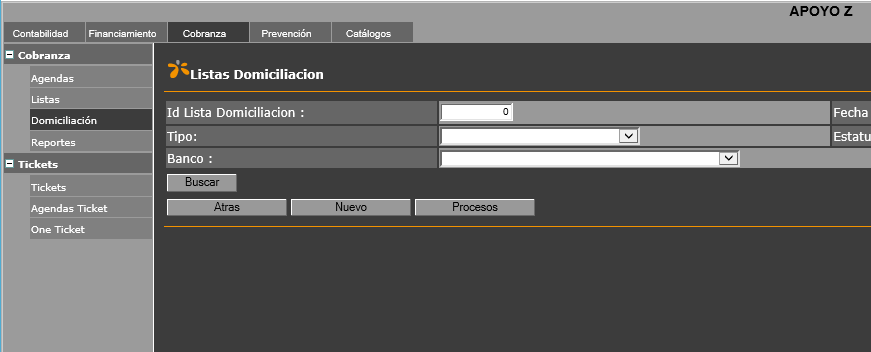 APOYO Z
Contabilidad Financiamiento Cobranza Prevención Catálogos
Cobranza
Agendas
Listas
Domiciliación
Reportes
Tickets
Tickets
Agendas Ticket
One Ticket
Listas Domiciliacion
Id Lista Domiciliacion : 0 Fecha
Tipo: Estatu
Banco :
Buscar
Atras Nuevo Procesos